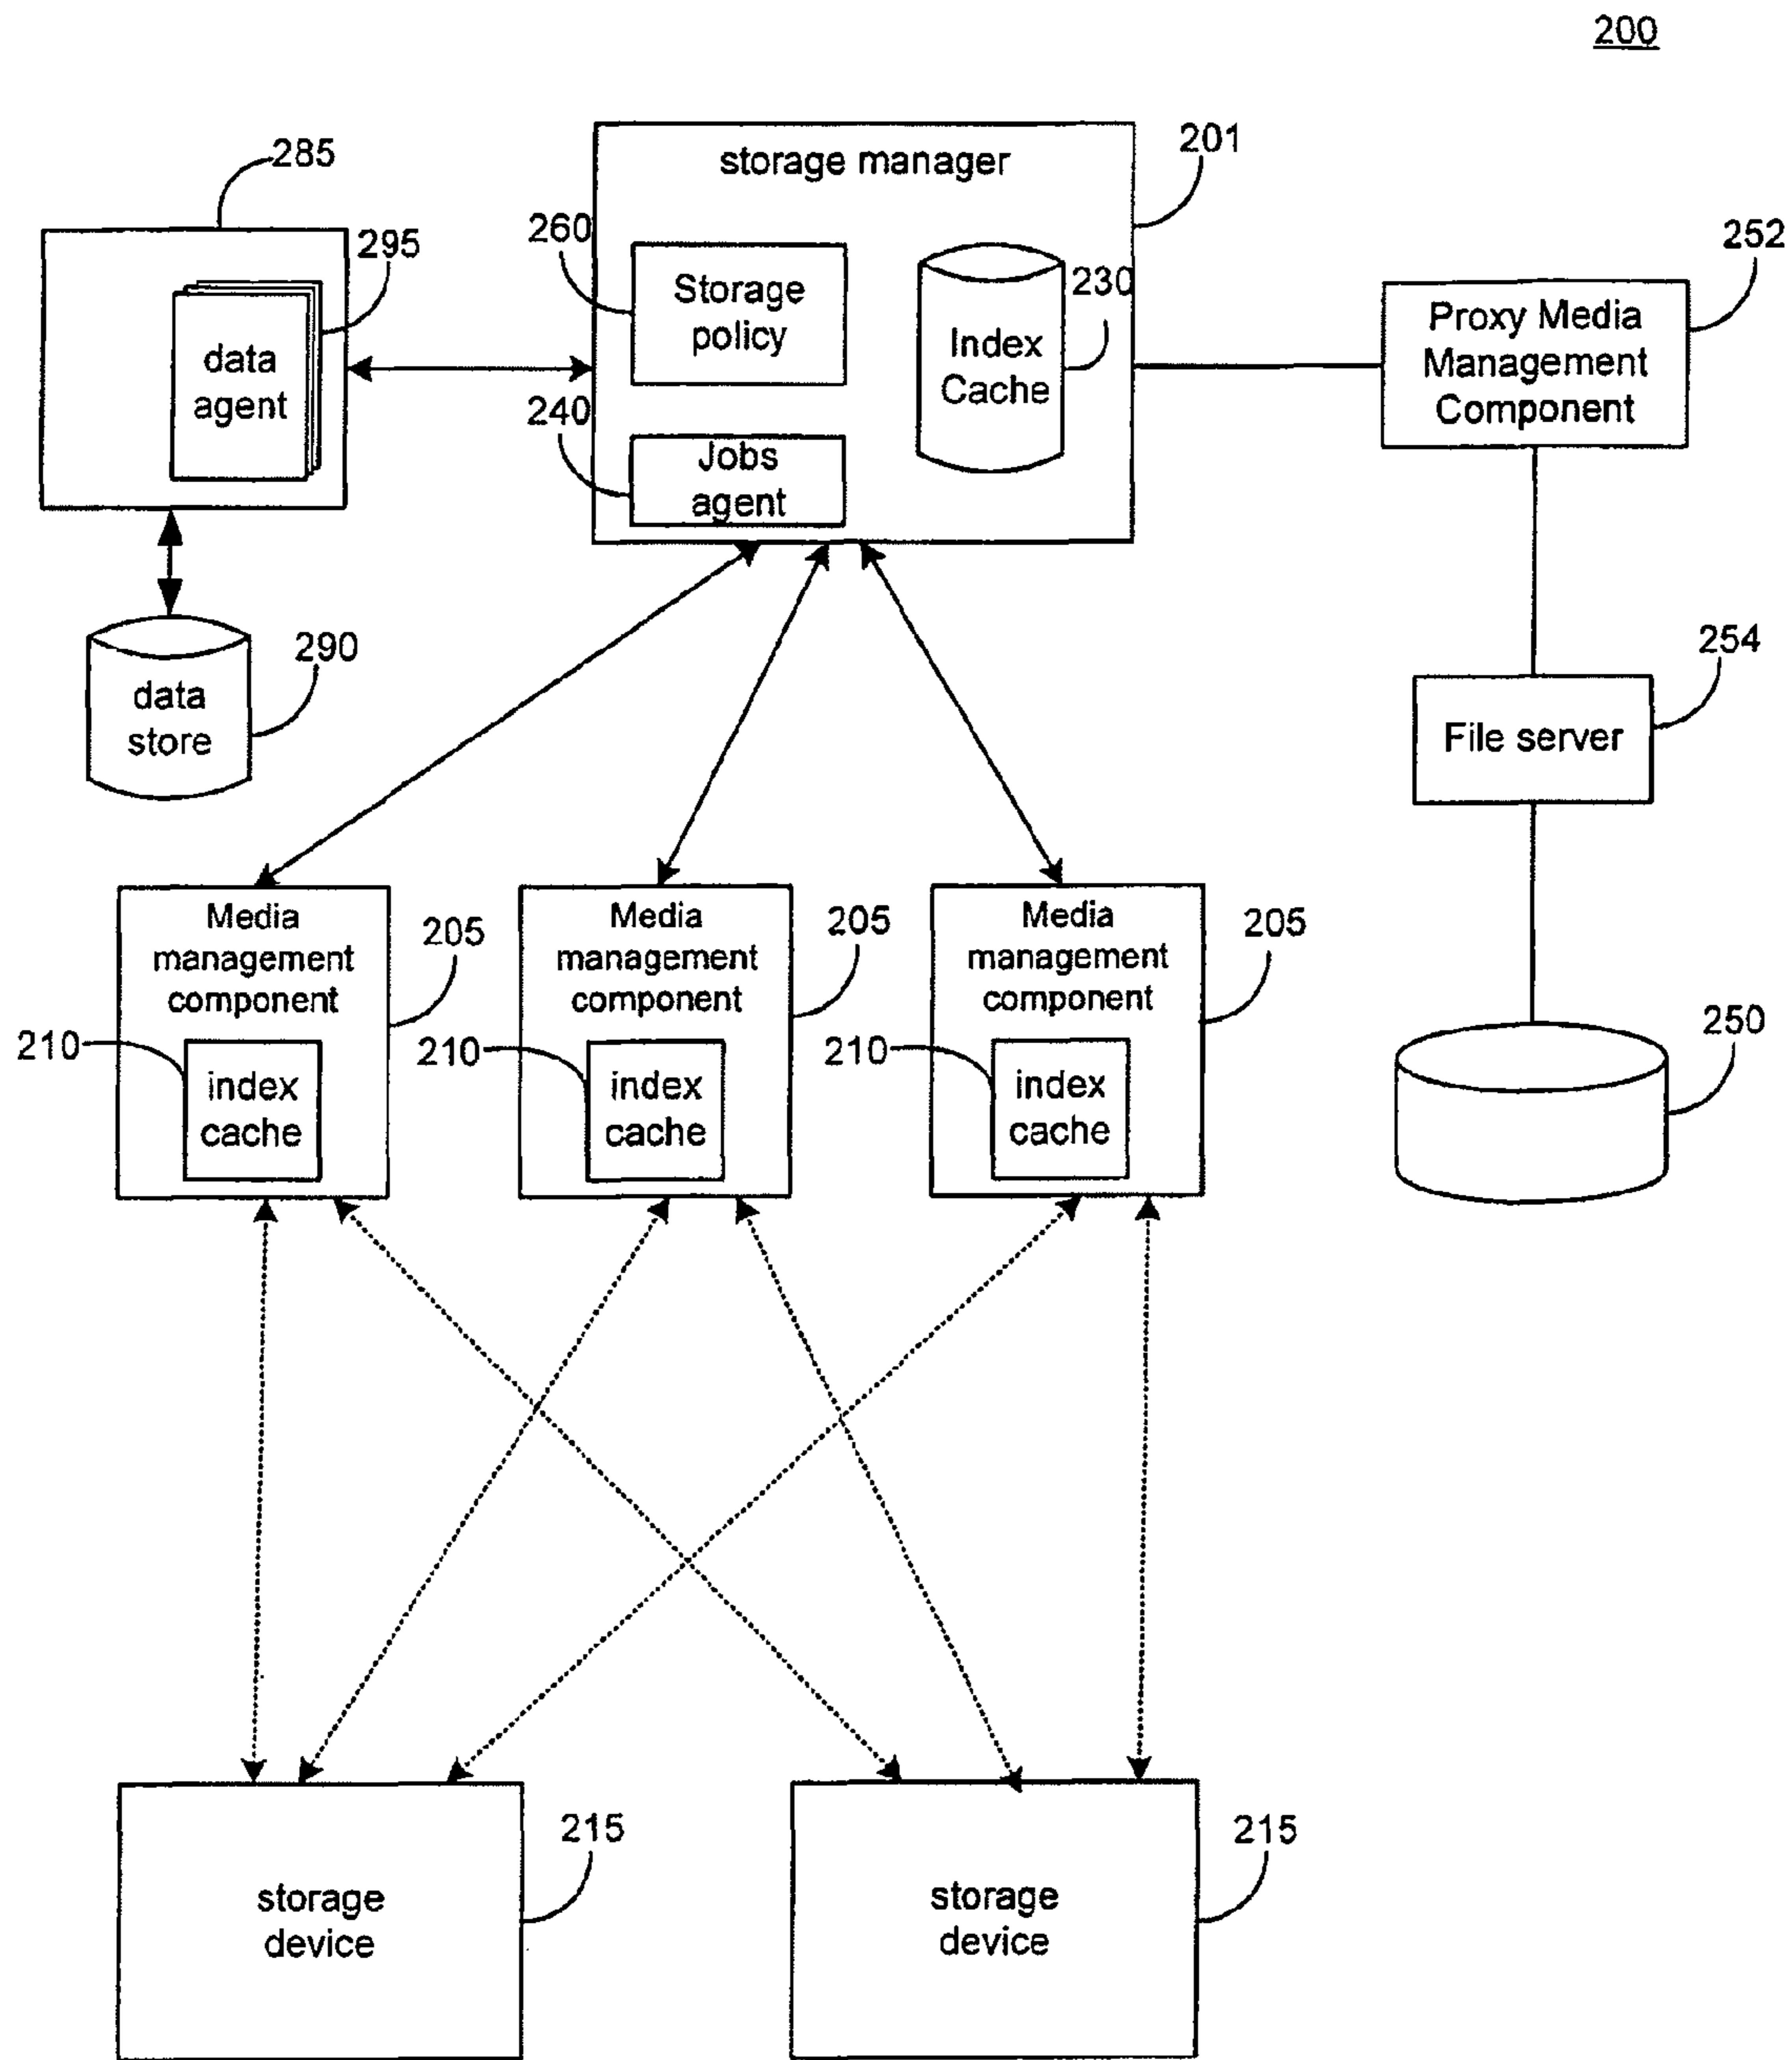 200
201
storage manager
285
295
260
252
Storage
policy
230
Index
Cache
Proxy Media
Management
Component
data
agent
240
Jobs
agent
254
290
data
store
File server
Media
management
component
205
Media
management
component
205
Media
management
component
205
250
210
index
cache
210
index
cache
210
index
cache
215
storage
device
215
storage
device